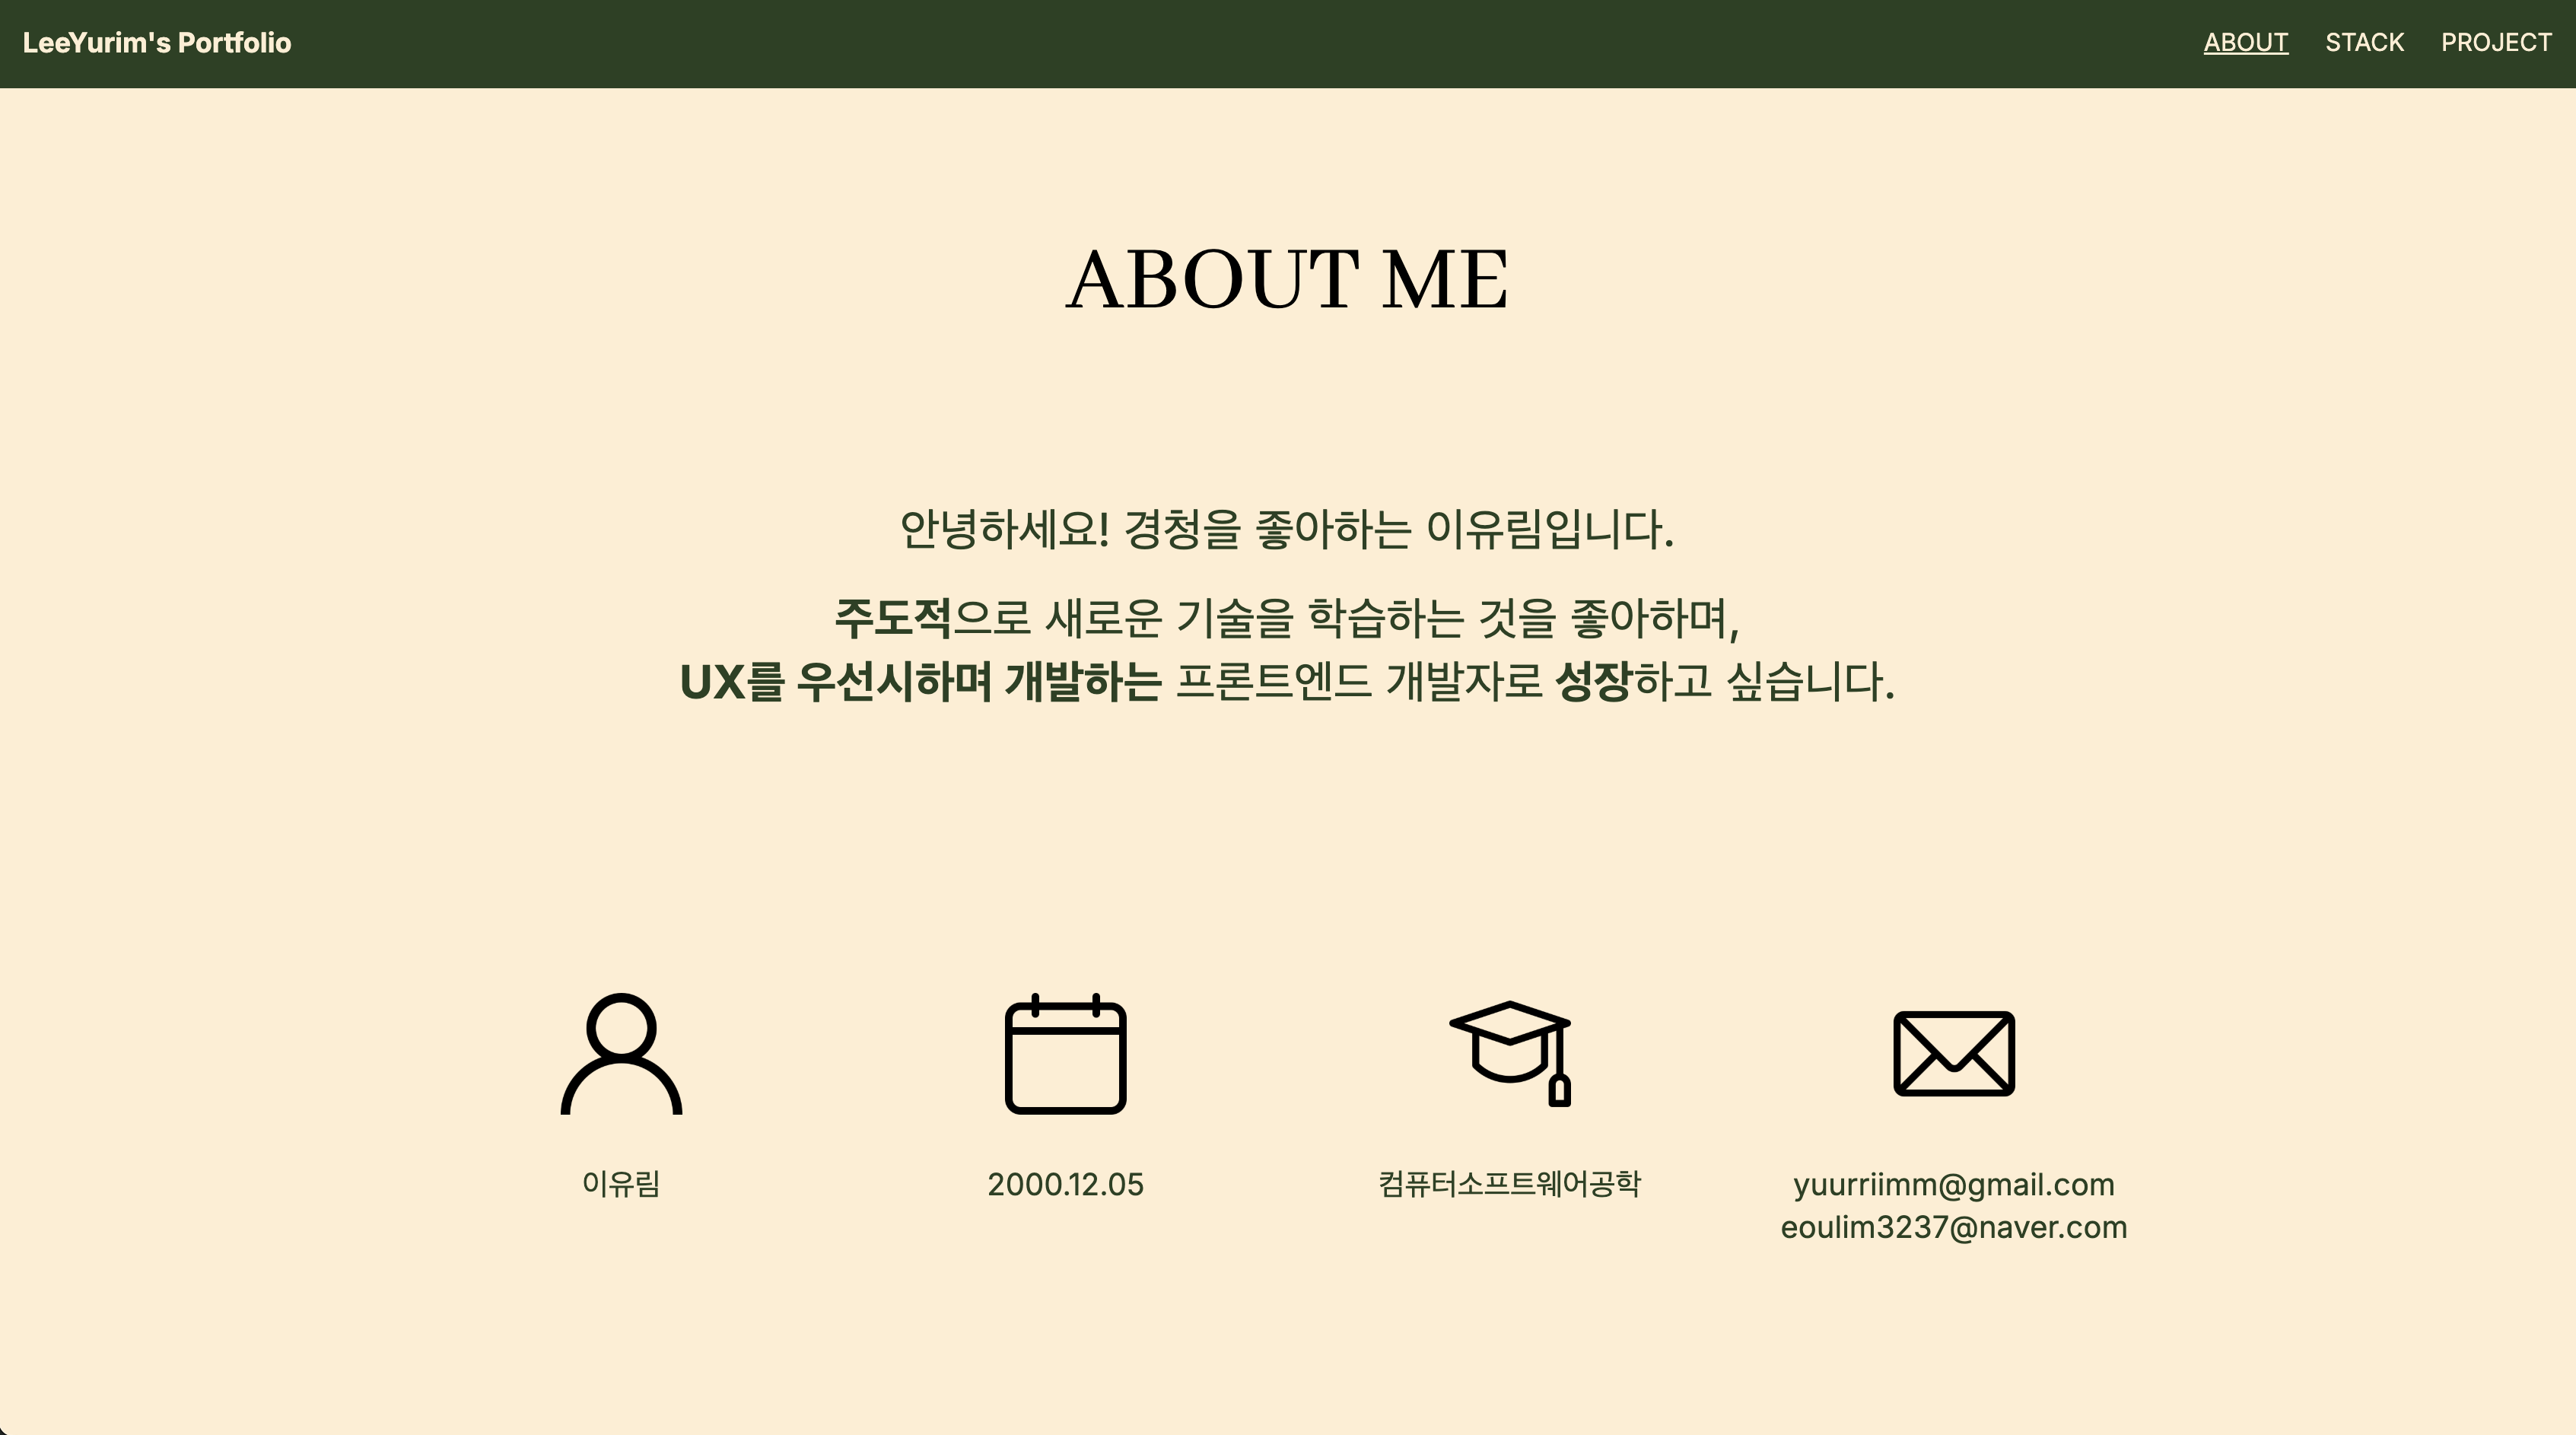 LeeYurim's Portfolio
ABOUT STACK PROJECT
ABOUT ME
안녕하세요! 경청을 좋아하는 이유림입니다.
주도적으로 새로운 기술을 학습하는 것을 좋아하며,
UX를 우선시하며 개발하는 프론트엔드 개발자로 성장하고 싶습니다.
이유림
2000.12.05
컴퓨터소프트웨어공학
yuurriimm@gmail.com
eoulim3237@naver.com